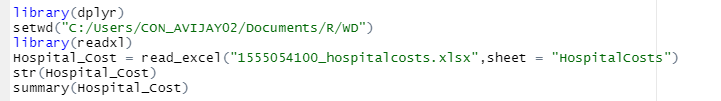 library(dplyr)
setwd("C:/Users/CON_AVIJAY02/Documents/R/WD")
library(readxl)
Hospital_Cost = read_excel("1555054100_hospitalcosts.xlsx",sheet = "HospitalCosts")
str(Hospital_Cost)
summary(Hospital_Cost)